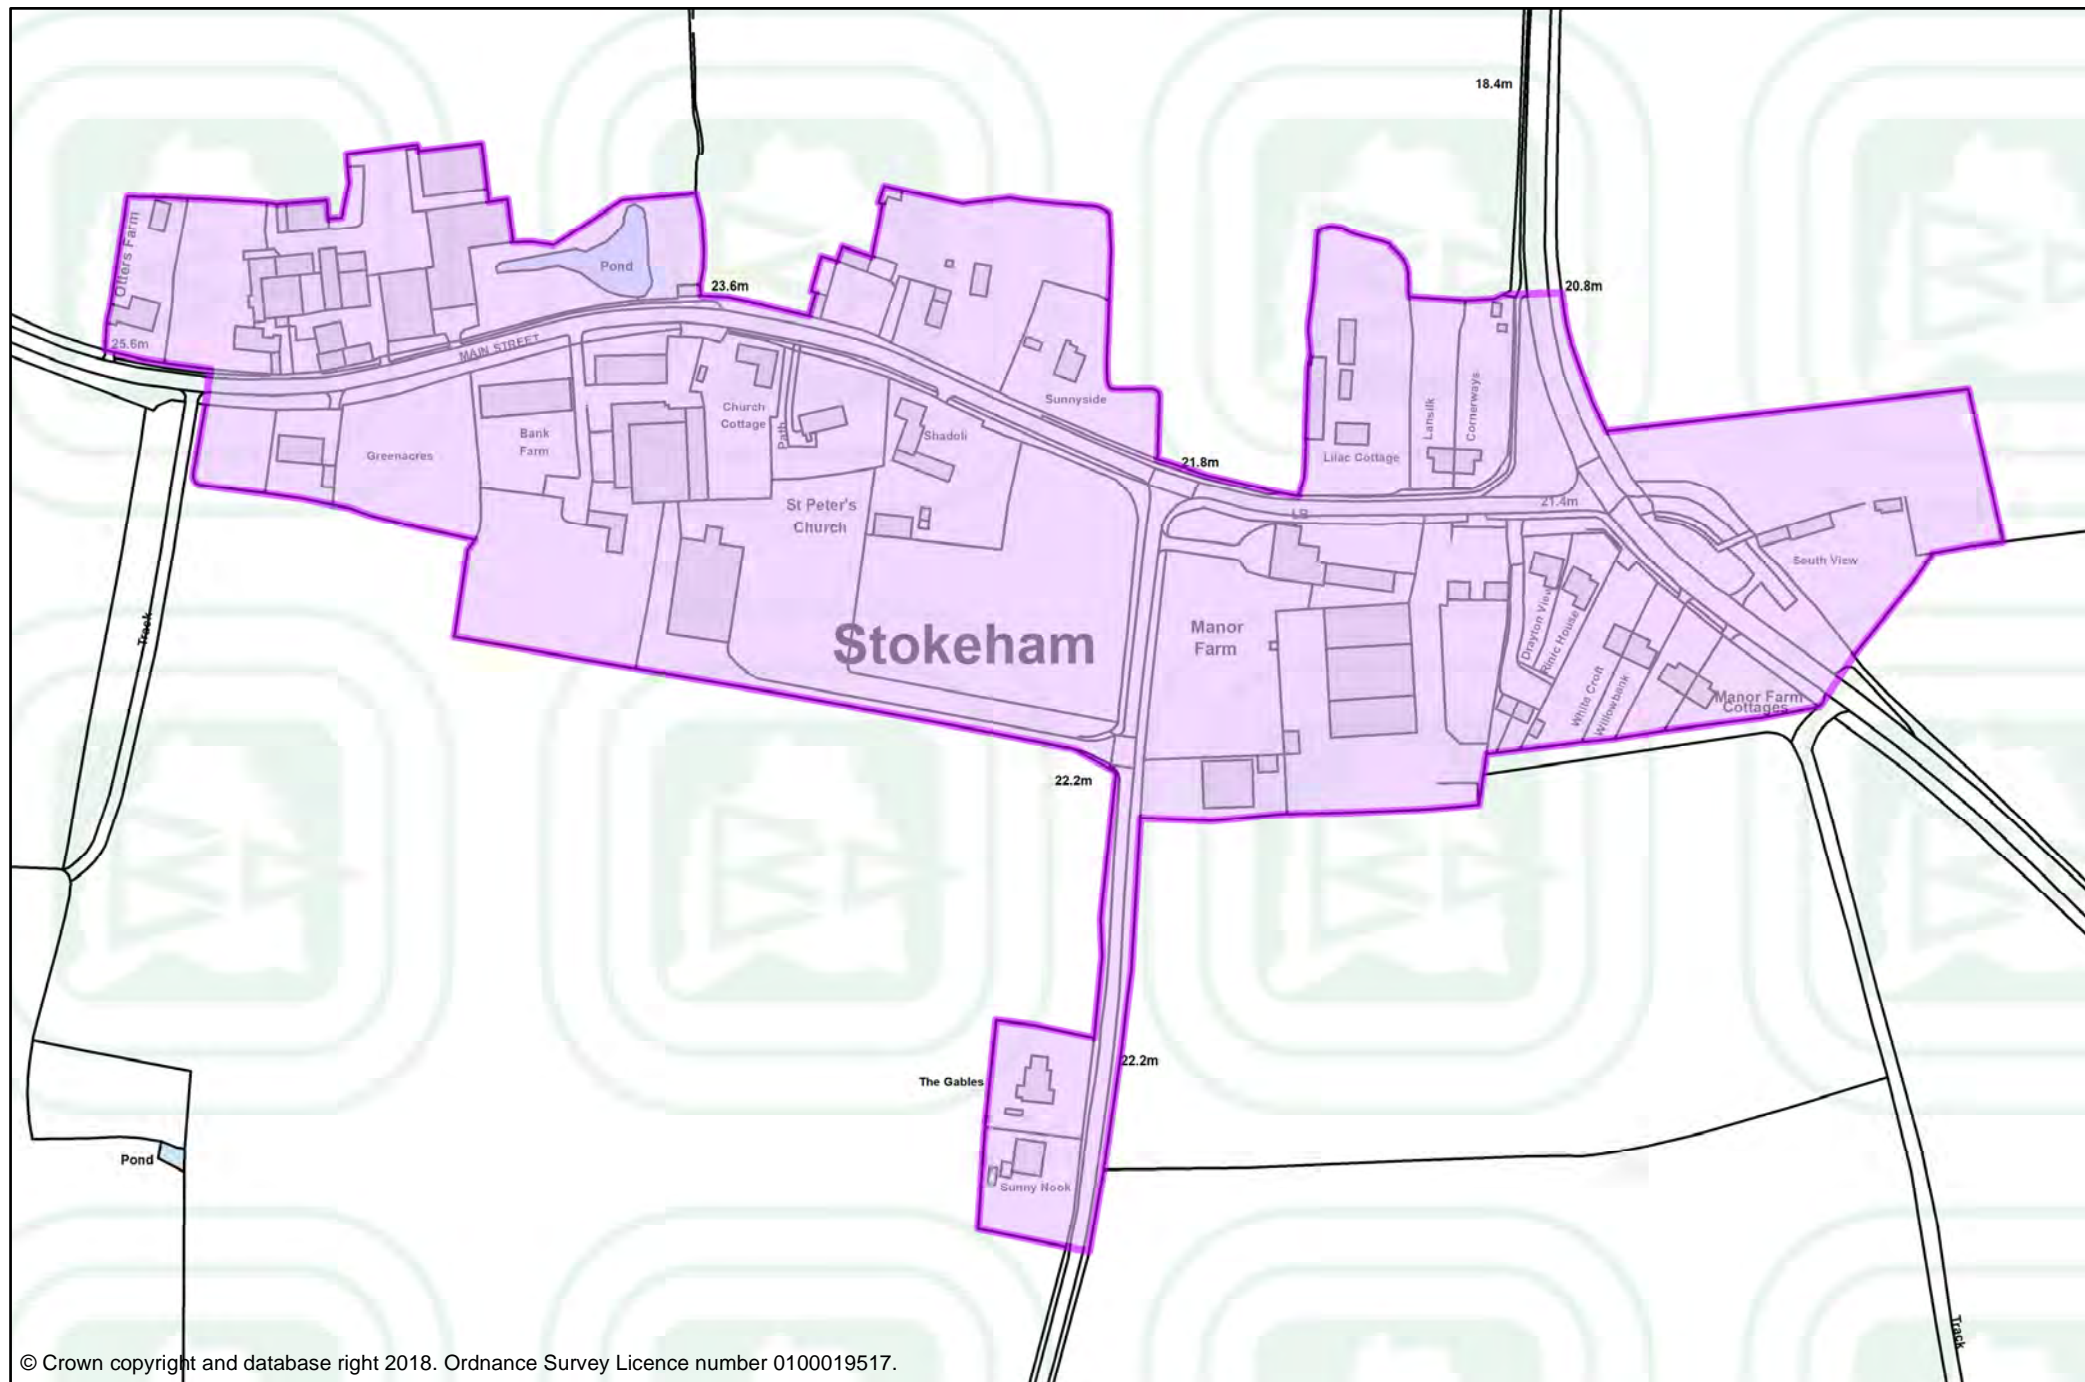 18.4m
Otters Farm
Pond
23.6m
20.8m
25.6m
MAIN STREET
Sunnyside
Church
Cottage
Path
Shadoli
Lansilk
Cornerways
Bank
Farm
Greenacres
Lilac Cottage
21.8m
St Peter's
Church
LB
21.4m
South View
Track
Stokeham
Manor
Farm
Drayton View
Rinic House
White Croft
Willowbank
Manor Farm
Cottages
22.2m
22.2m
The Gables
Pond
Sunny Nook
Track
© Crown copyright and database right 2018. Ordnance Survey Licence number 0100019517.